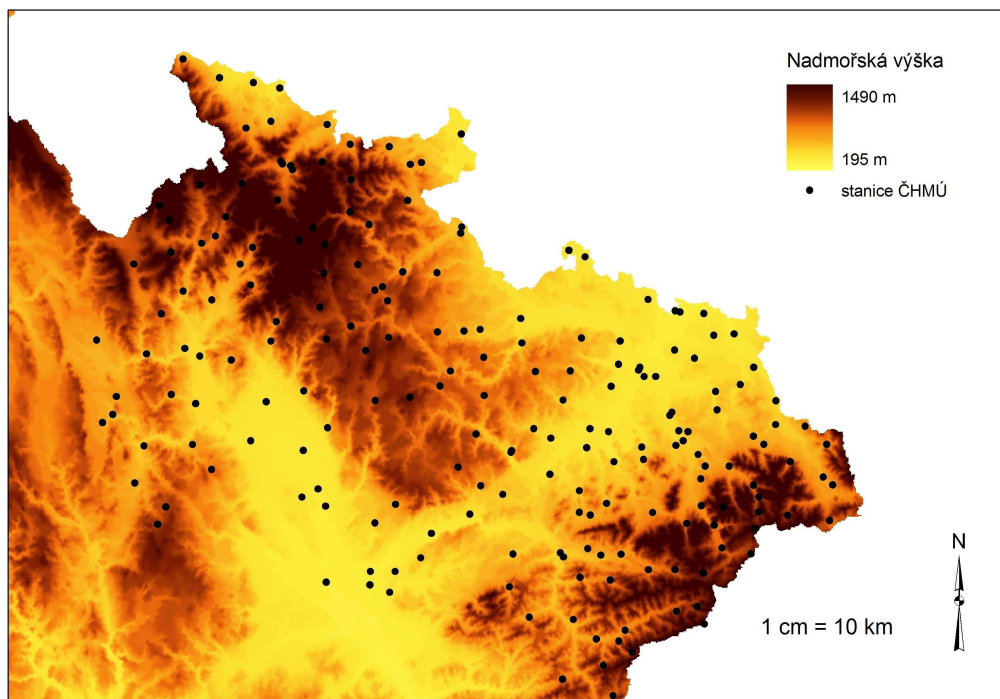 Nadmořská výška
1490 m
195 m
stanice ČHMÚ
N
1 cm = 10 km